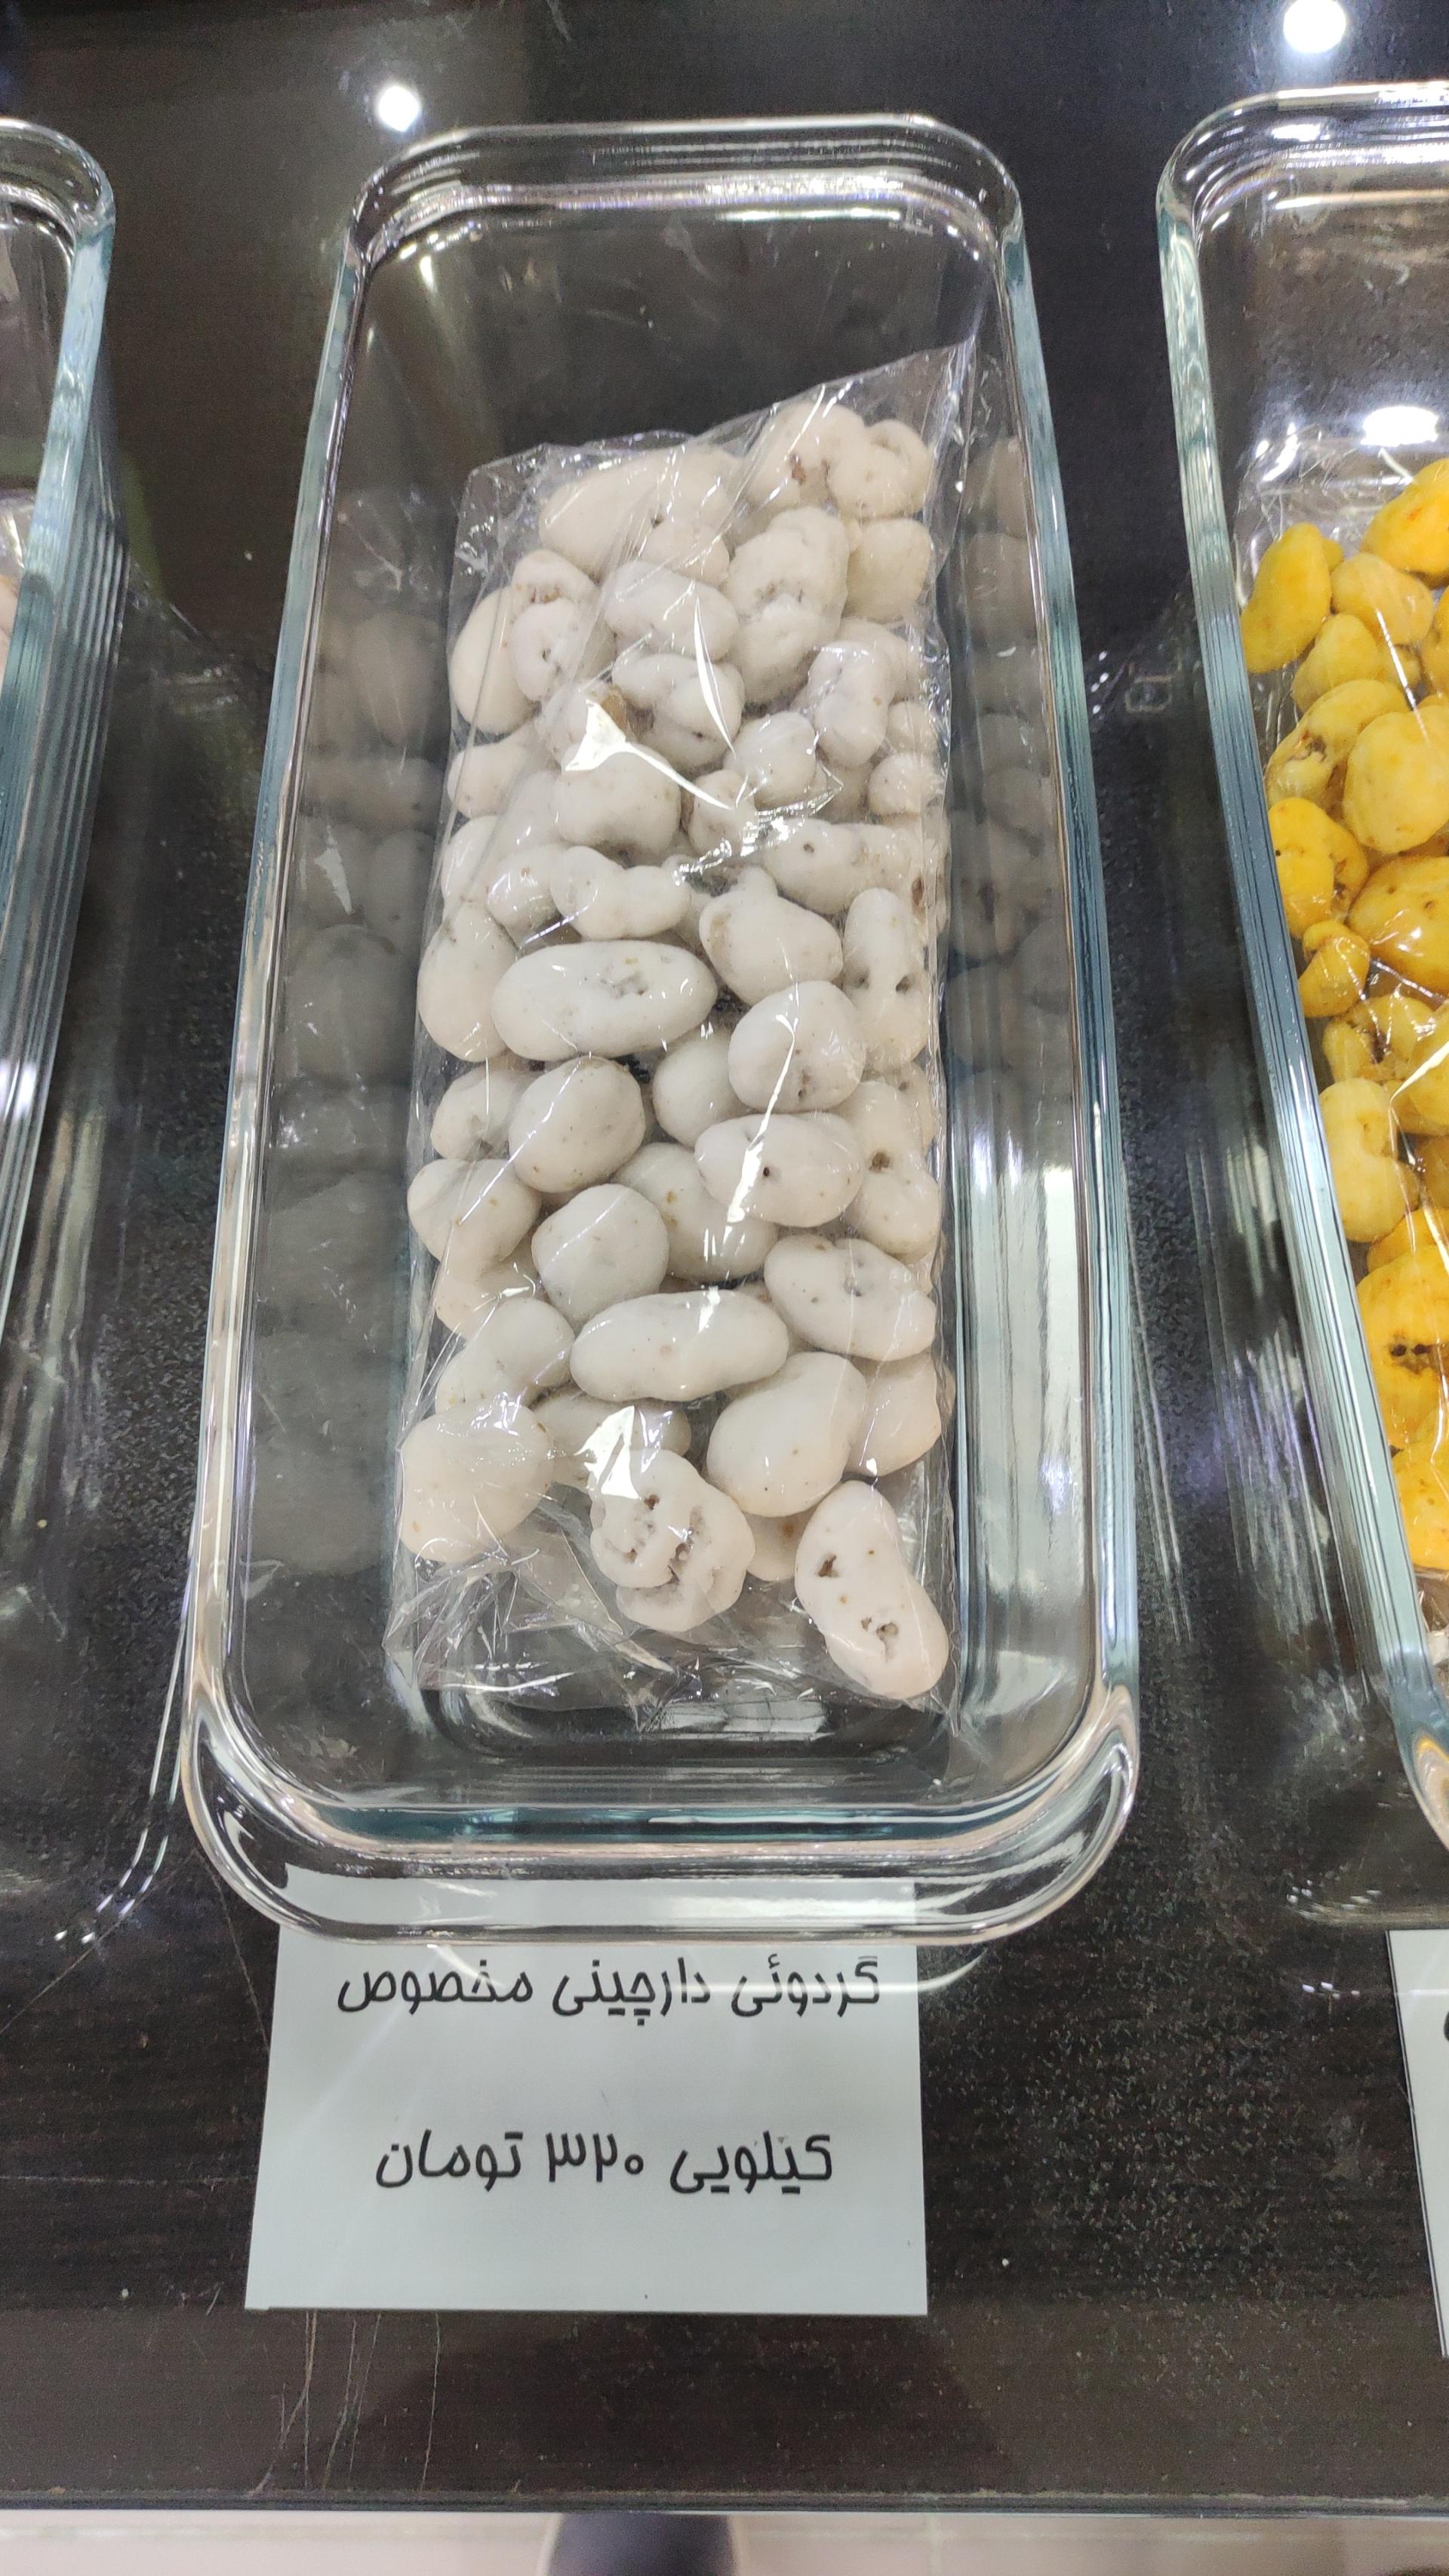 گردوئی دارچینی مخصوص
کیلویی ۳۲۰ تومان